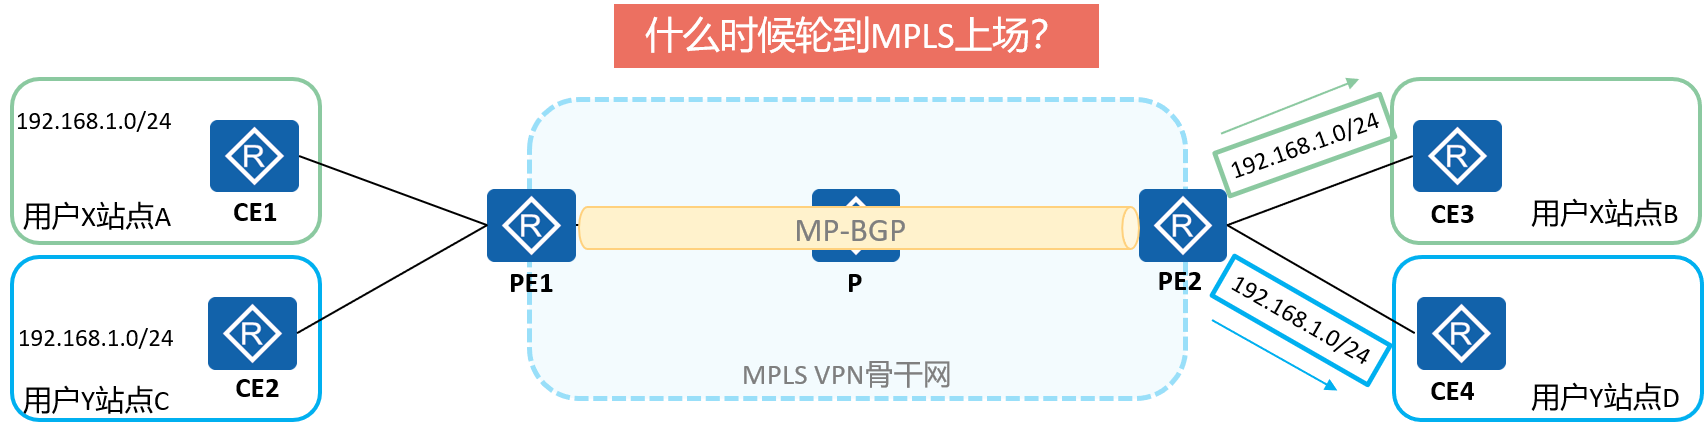 什么时候轮到MPLS上场？
192.168.1.0/24
R
CE1
用户X站点A
192.168.1.0/24
R
CE2
用户Y站点C
R
PE1
MP-BGP
P
R
PE2
MPLS VPN骨干网
192.168.1.0/24
192.168.1.0/24
R
CE3
用户X站点B
R
CE4
用户Y站点D